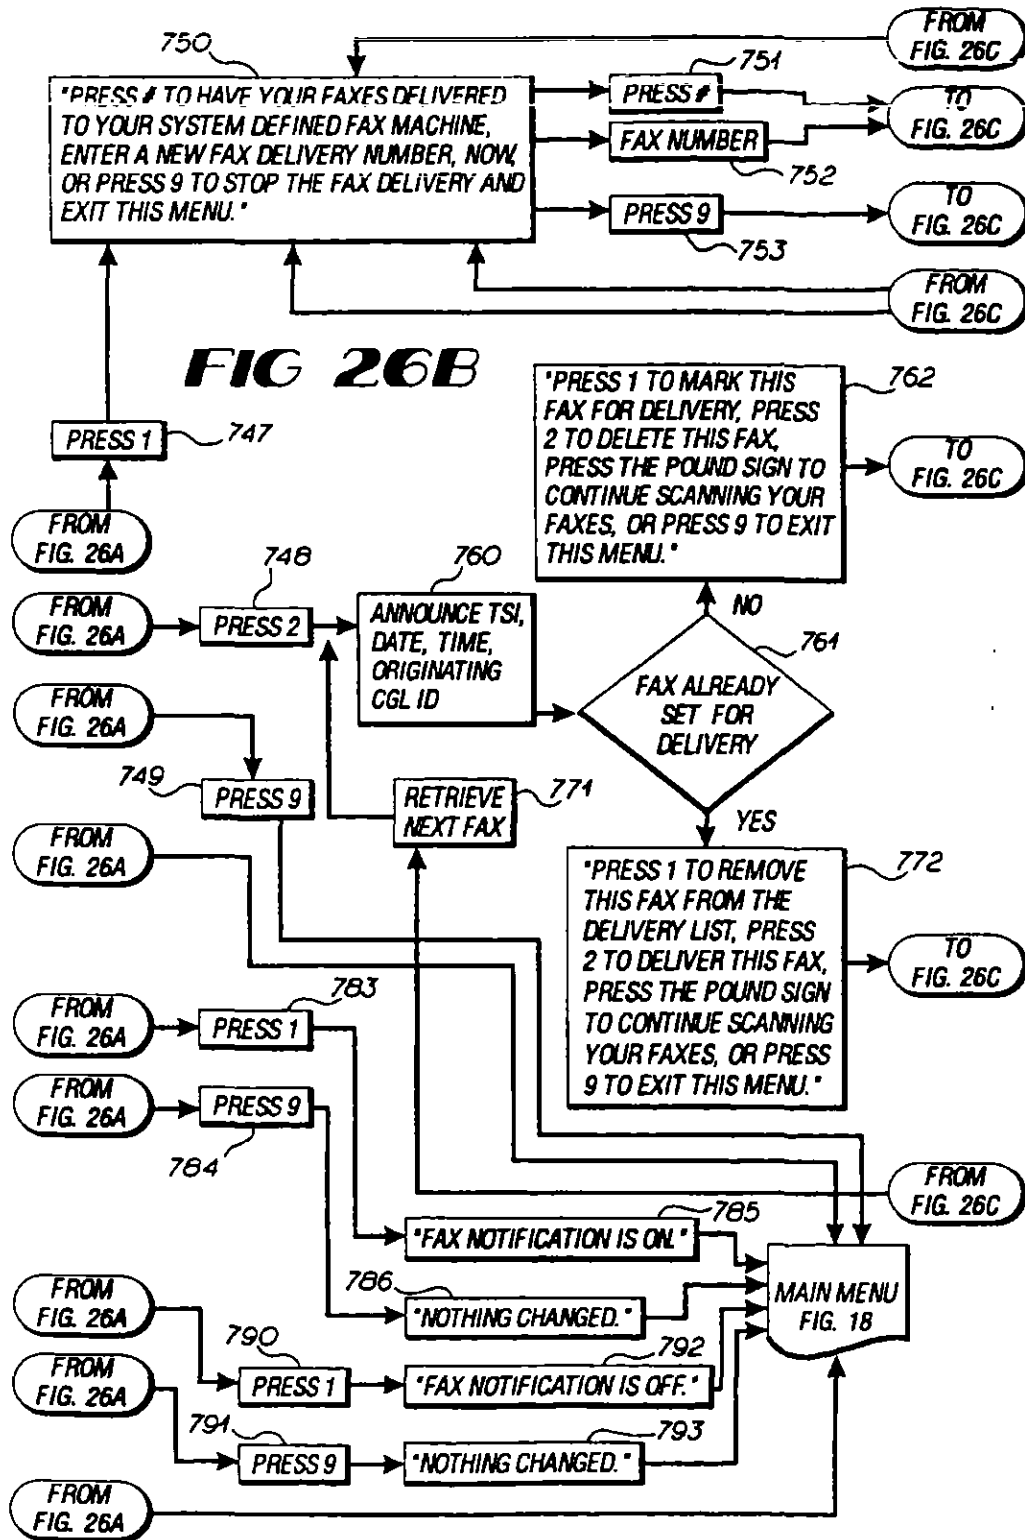 750
FROM
FIG. 26C
"PRESS # TO HAVE YOUR FAXES DELIVERED
TO YOUR SYSTEM DEFINED FAX MACHINE,
ENTER A NEW FAX DELIVERY NUMBER, NOW,
OR PRESS 9 TO STOP THE FAX DELIVERY AND
EXIT THIS MENU."
751
PRESS #
TO
FIG. 26C
FAX NUMBER
752
PRESS 9
753
TO
FIG. 26C
FROM
FIG. 26C
FIG 26B
PRESS 1
747
FROM
FIG. 26A
"PRESS 1 TO MARK THIS
FAX FOR DELIVERY, PRESS
2 TO DELETE THIS FAX,
PRESS THE POUND SIGN TO
CONTINUE SCANNING YOUR
FAXES, OR PRESS 9 TO EXIT
THIS MENU."
762
TO
FIG. 26C
FROM
FIG. 26A
748
PRESS 2
760
ANNOUNCE TSI,
DATE, TIME,
ORIGINATING
CGL ID
NO
761
FAX ALREADY
SET FOR
DELIVERY
YES
FROM
FIG. 26A
749
PRESS 9
RETRIEVE
NEXT FAX
771
FROM
FIG. 26A
"PRESS 1 TO REMOVE
THIS FAX FROM THE
DELIVERY LIST, PRESS
2 TO DELIVER THIS FAX,
PRESS THE POUND SIGN
TO CONTINUE SCANNING
YOUR FAXES, OR PRESS
9 TO EXIT THIS MENU."
772
TO
FIG. 26C
FROM
FIG. 26A
783
PRESS 1
FROM
FIG. 26A
PRESS 9
784
FROM
FIG. 26C
785
"FAX NOTIFICATION IS ON."
786
"NOTHING CHANGED."
MAIN MENU
FIG. 18
FROM
FIG. 26A
790
PRESS 1
792
"FAX NOTIFICATION IS OFF."
FROM
FIG. 26A
791
PRESS 9
793
"NOTHING CHANGED."
FROM
FIG. 26A